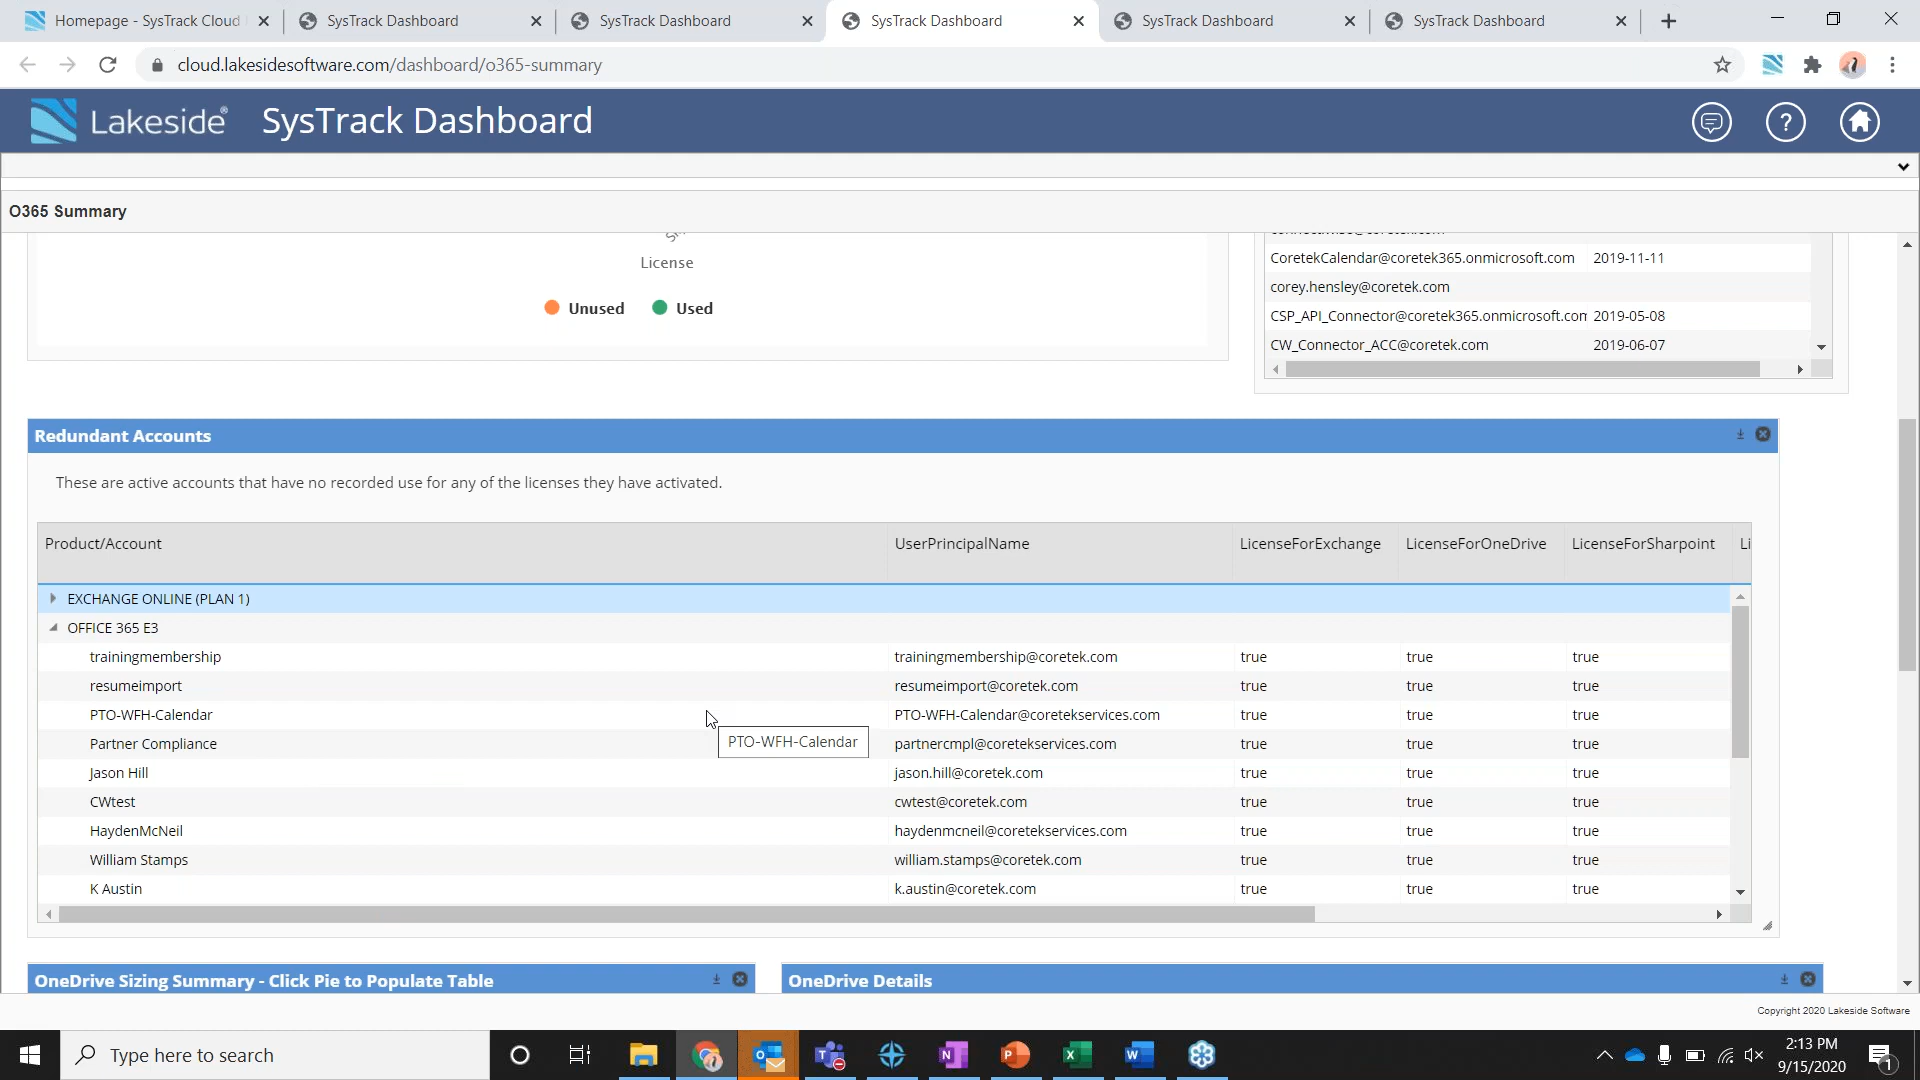 Homepage - SysTrack Cloud
SysTrack Dashboard
SysTrack Dashboard
SysTrack Dashboard
SysTrack Dashboard
SysTrack Dashboard
cloud.lakesidesoftware.com/dashboard/o365-summary
Lakeside® SysTrack Dashboard
O365 Summary
License
Unused Used
CoretekCalendar@coretek365.onmicrosoft.com 2019-11-11
corey.hensley@coretek.com
CSP_API_Connector@coretek365.onmicrosoft.com 2019-05-08
CW_Connector_ACC@coretek.com 2019-06-07
Redundant Accounts
These are active accounts that have no recorded use for any of the licenses they have activated.
Product/Account UserPrincipalName LicenseForExchange LicenseForOneDrive LicenseForSharpoint Li
EXCHANGE ONLINE (PLAN 1)
OFFICE 365 E3
trainingmembership trainingmembership@coretek.com true true true
resumeimport resumeimport@coretek.com true true true
PTO-WFH-Calendar PTO-WFH-Calendar@coretekservices.com true true true
PTO-WFH-Calendar
Partner Compliance partnercmpl@coretekservices.com true true true
Jason Hill jason.hill@coretek.com true true true
CWtest cwtest@coretek.com true true true
HaydenMcNeil haydenmcneil@coretekservices.com true true true
William Stamps william.stamps@coretek.com true true true
K Austin k.austin@coretek.com true true true
OneDrive Sizing Summary - Click Pie to Populate Table
OneDrive Details
Copyright 2020 Lakeside Software
Type here to search
2:13 PM
9/15/2020
1